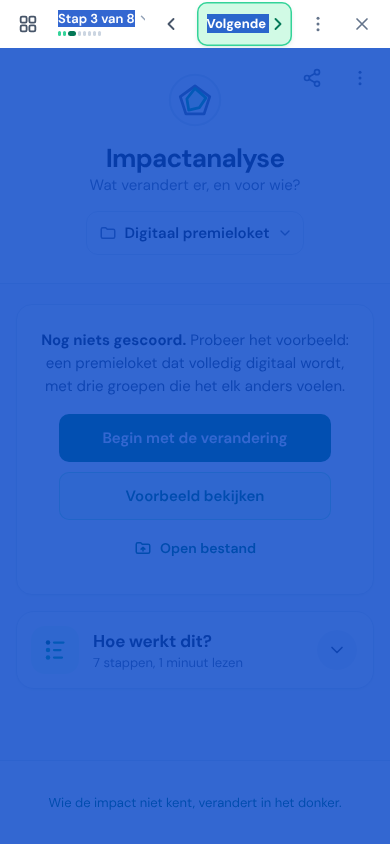 Stap 3 van 8
Volgende
Impactanalyse
Wat verandert er, en voor wie?
Digitaal premieloket
Nog niets gescoord. Probeer het voorbeeld:
een premieloket dat volledig digitaal wordt,
met drie groepen die het elk anders voelen.
Begin met de verandering
Voorbeeld bekijken
Open bestand
Hoe werkt dit?
7 stappen, 1 minuut lezen
Wie de impact niet kent, verandert in het donker.